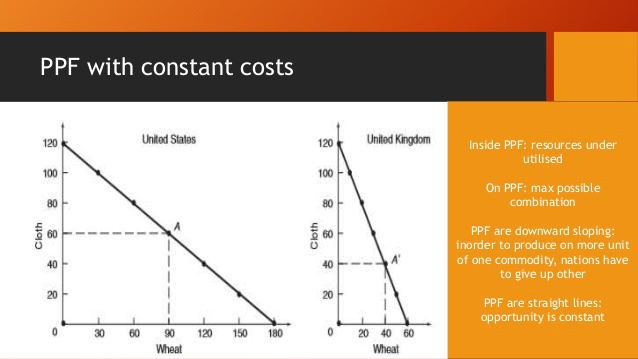 PPF with constant costs
United States
120
100
80
60
40
20
0
30
60
90
120
150
180
Cloth
Wheat
A
United Kingdom
120
100
80
60
40
20
0
20
40
60
Cloth
Wheat
A'
Inside PPF: resources under
utilised
On PPF: max possible
combination
PPF are downward sloping:
inorder to produce on more unit
of one commodity, nations have
to give up other
PPF are straight lines:
opportunity is constant